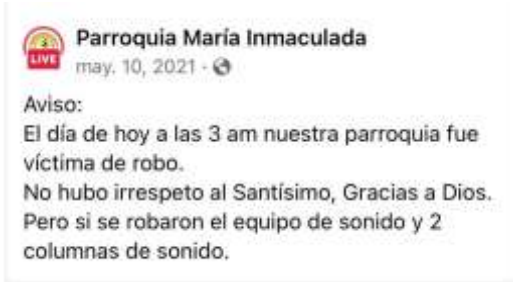 LIVE
Parroquia María Inmaculada
may. 10, 2021 ·
Aviso:
El día de hoy a las 3 am nuestra parroquia fue
víctima de robo.
No hubo irrespeto al Santísimo, Gracias a Dios.
Pero si se robaron el equipo de sonido y 2
columnas de sonido.